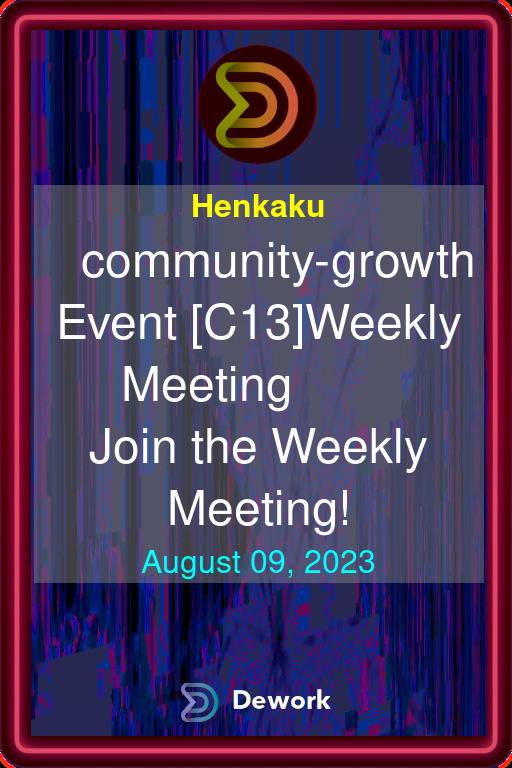 Henkaku
community-growth
Event [C13]Weekly
Meeting
Join the Weekly
Meeting!
August 09, 2023
Dework